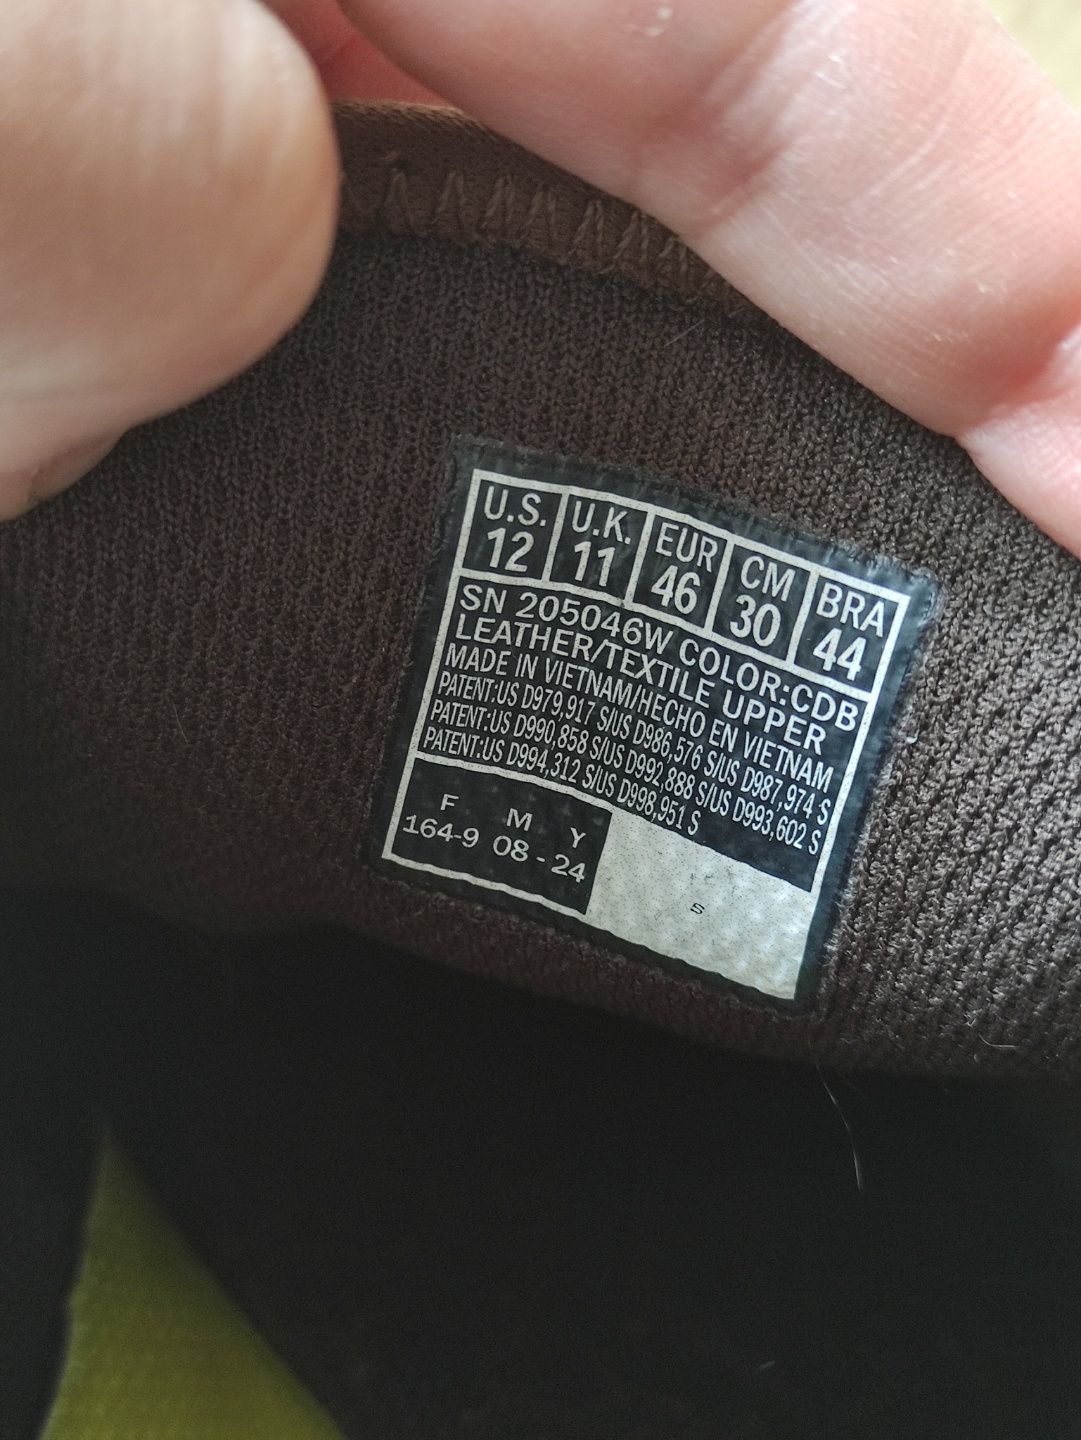 U.S. U.K. EUR CM BRA
12 11 46 30 44
SN 205046W COLOR:CDB
LEATHER/TEXTILE UPPER
MADE IN VIETNAM/HECHO EN VIETNAM
PATENT:US D979,917 S/US D986,576 S/US D987,974 S
PATENT:US D990,858 S/US D992,888 S/US D993,602 S
PATENT:US D994,312 S/US D998,951 S
F M Y
164-9 08 - 24
S